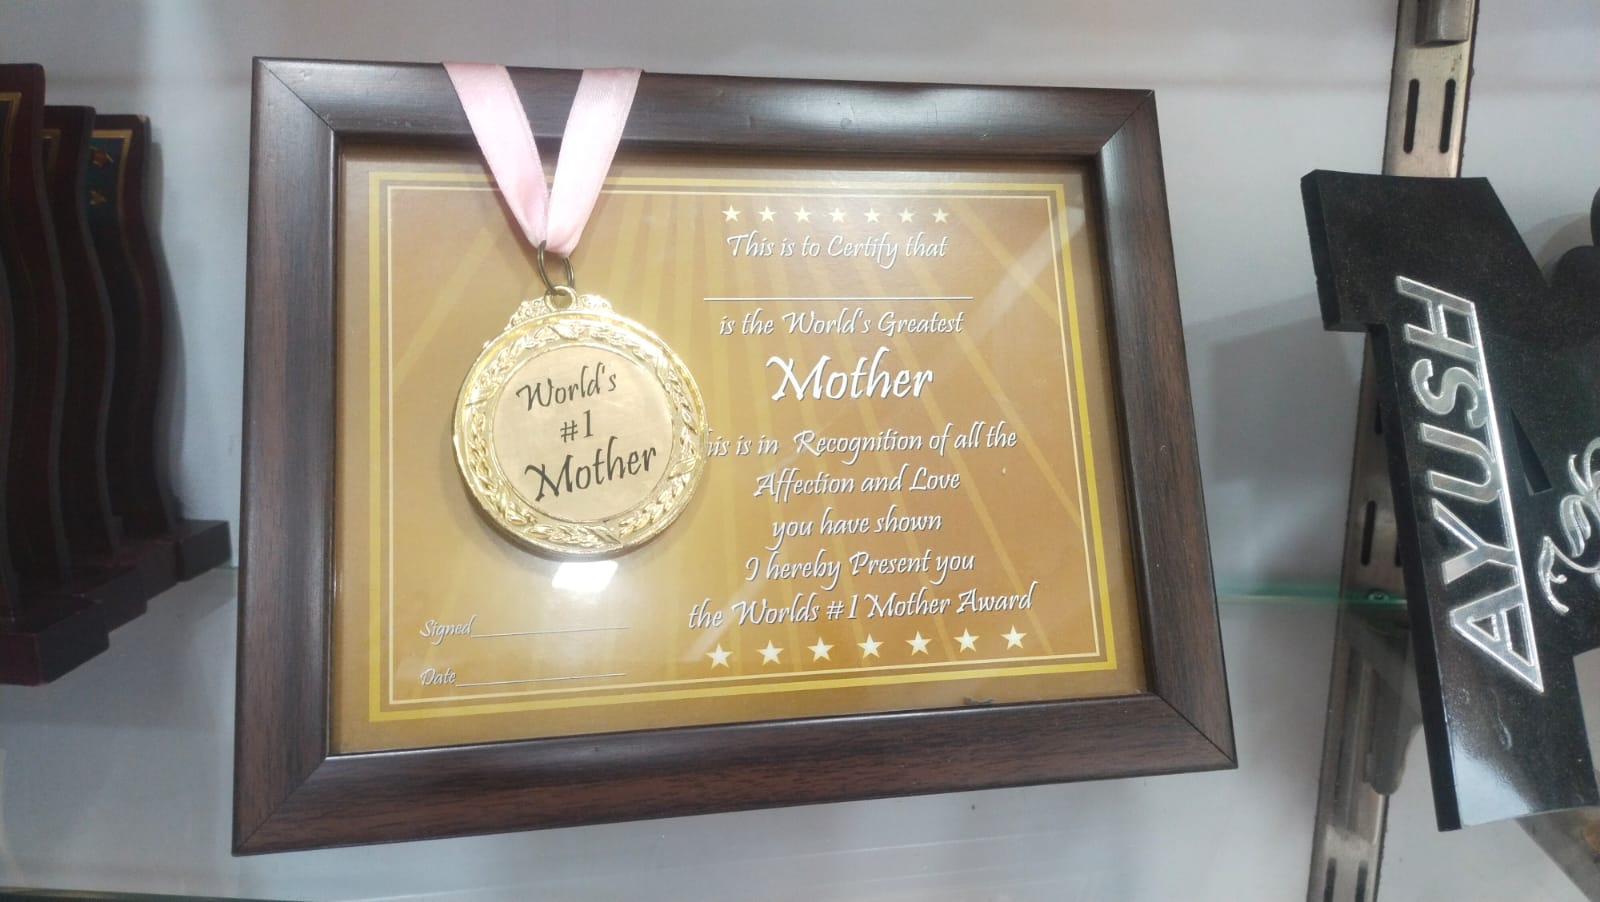 This is to Certify that
is the World's Greatest
Mother
is is in Recognition of all the
Affection and Love
you have shown
I hereby Present you
the Worlds #1 Mother Award
World's
#1
Mother
Signed
Date
AYUSH